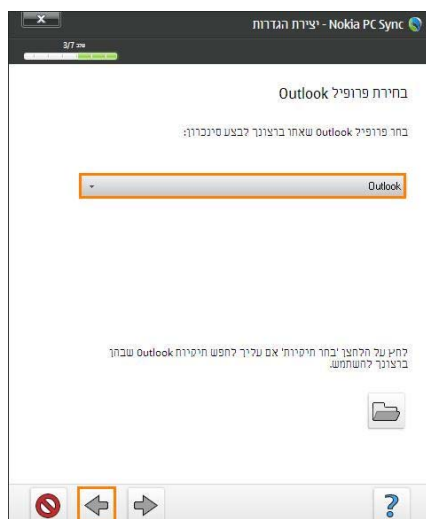 Nokia PC Sync - יצירת הגדרות
שלב 3/7
בחירת פרופיל Outlook
בחר פרופיל Outlook שאתו ברצונך לבצע סינכרון:
Outlook
לחץ על הלחצן 'בחר תיקיות' אם עליך לחפש תיקיות Outlook שבהן
ברצונך להשתמש.